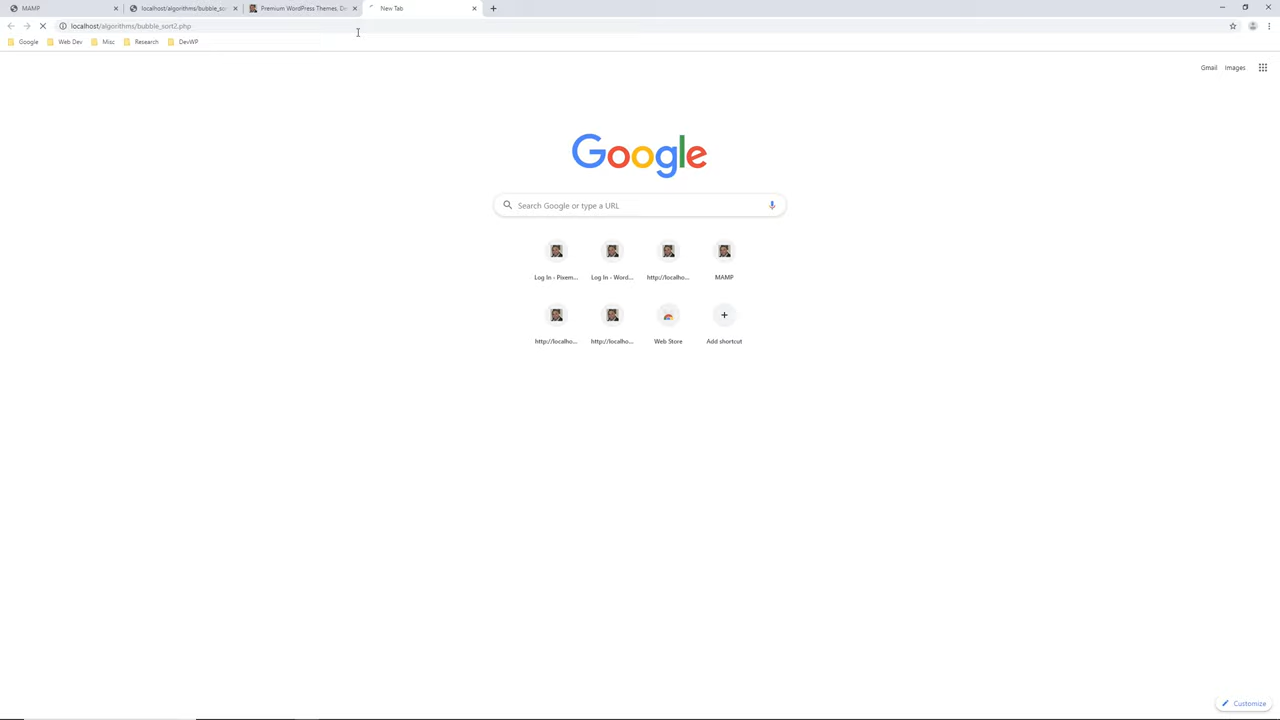 MAMP
localhost/algorithms/bubble_sor
Premium WordPress Themes, De
New Tab
localhost/algorithms/bubble_sort2.php
Google
Web Dev
Misc
Research
DevWP
Gmail
Images
Google
Search Google or type a URL
Log In - Pixem...
Log In - Word...
http://localho...
MAMP
http://localho...
http://localho...
Web Store
Add shortcut
Customize